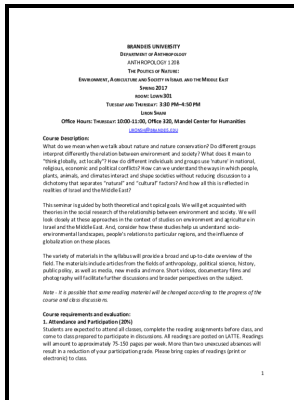 BRANDEIS UNIVERSITY
DEPARTMENT OF ANTHROPOLOGY
ANTHROPOLOGY 120B
THE POLITICS OF NATURE:
ENVIRONMENT, AGRICULTURE AND SOCIETY IN ISRAEL AND THE MIDDLE EAST
SPRING 2017
ROOM: LOWN 301
TUESDAY AND THURSDAY: 3:30 PM–4:50 PM
LIRON SHANI
Office Hours: THURSDAY: 10:00-11:00, Office 320, Mandel Center for Humanities
Course Description:
What do we mean when we talk about nature and nature conservation? Do different groups
interpret differently the relation between environment and society? What does it mean to
"think globally, act locally"? How do different individuals and groups use 'nature' in national,
religious, economic and political conflicts? How can we understand the ways in which people,
plants, animals, and climates interact and shape societies without reducing discussion to a
dichotomy that separates "natural" and "cultural" factors? And how all this is reflected in
realities of Israel and the Middle East?
This seminar is guided by both theoretical and topical goals. We will get acquainted with
theories in the social research of the relationship between environment and society. We will
look closely at these approaches in the context of studies on environment and agriculture in
Israel and the Middle East. And, consider how these studies help us understand socio-
environmental landscapes, people's relations to particular regions, and the influence of
globalization on these places.
The variety of materials in the syllabus will provide a broad and up-to-date overview of the
field. The materials include articles from the fields of anthropology, political science, history,
public policy, as well as media, new media and more. Short videos, documentary films and
photography will facilitate further discussions and broader perspectives on the subject.
Note - It is possible that some reading material will be changed according to the progress of the
course and class discussions.
Course requirements and evaluation:
1. Attendance and Participation (20%)
Students are expected to attend all classes, complete the reading assignments before class, and
come to class prepared to participate in discussions. All readings are posted on LATTE. Readings
will amount to approximately 75-150 pages per week. More than two unexcused absences will
result in a reduction of your participation grade. Please bring copies of readings (print or
electronic) to class.
1